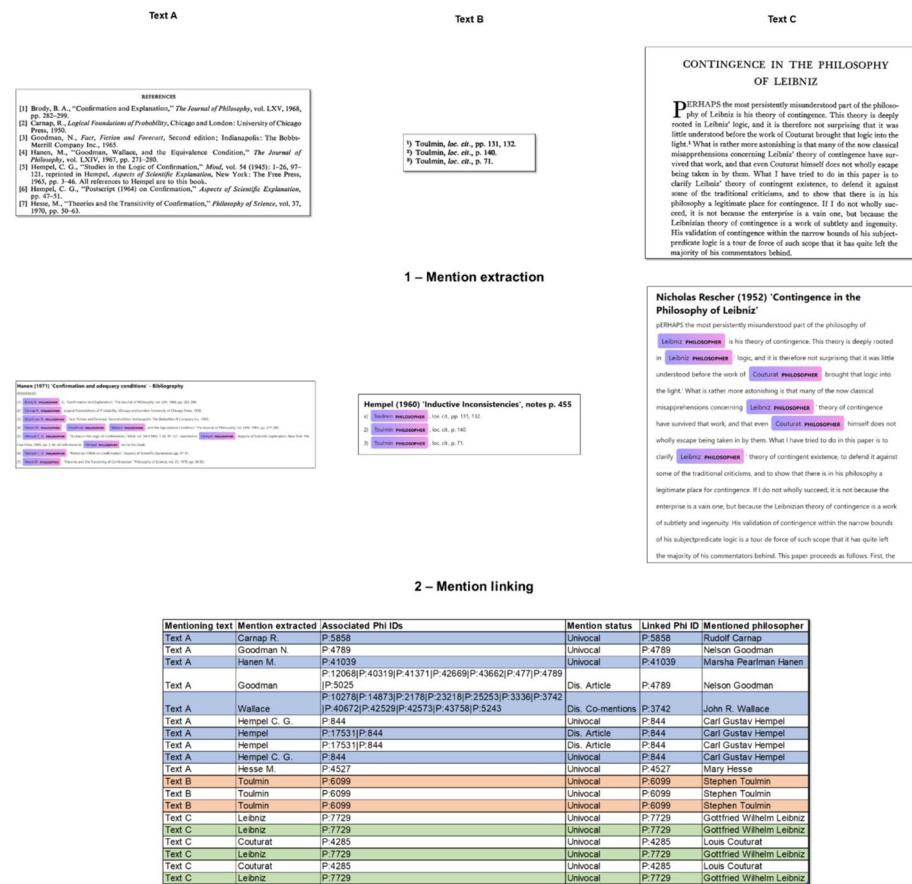 Text A
Text B
Text C
REFERENCES
[1] Brody, B. A., "Confirmation and Explanation," The Journal of Philosophy, vol. LXV, 1968,
pp. 282–299.
[2] Carnap, R., Logical Foundations of Probability, Chicago and London: University of Chicago
Press, 1950.
[3] Goodman, N., Fact, Fiction and Forecast, Second edition; Indianapolis: The Bobbs-
Merrill Company Inc., 1965.
[4] Hanen, M., "Goodman, Wallace, and the Equivalence Condition," The Journal of
Philosophy, vol. LXIV, 1967, pp. 271–280.
[5] Hempel, C. G., "Studies in the Logic of Confirmation," Mind, vol. 54 (1945): 1–26, 97–
121, reprinted in Hempel, Aspects of Scientific Explanation, New York: The Free Press,
1965, pp. 3–46. All references to Hempel are to this book.
[6] Hempel, C. G., "Postscript (1964) on Confirmation," Aspects of Scientific Explanation,
pp. 47–51.
[7] Hesse, M., "Theories and the Transitivity of Confirmation," Philosophy of Science, vol. 37,
1970, pp. 50–63.
¹) Toulmin, loc. cit., pp. 131, 132.
²) Toulmin, loc. cit., p. 140.
³) Toulmin, loc. cit., p. 71.
CONTINGENCE IN THE PHILOSOPHY
OF LEIBNIZ
PERHAPS the most persistently misunderstood part of the philoso-
phy of Leibniz is his theory of contingence. This theory is deeply
rooted in Leibniz' logic, and it is therefore not surprising that it was
little understood before the work of Couturat brought that logic into the
light.¹ What is rather more astonishing is that many of the now classical
misapprehensions concerning Leibniz' theory of contingence have sur-
vived that work, and that even Couturat himself does not wholly escape
being taken in by them. What I have tried to do in this paper is to
clarify Leibniz' theory of contingent existence, to defend it against
some of the traditional criticisms, and to show that there is in his
philosophy a legitimate place for contingence. If I do not wholly suc-
ceed, it is not because the enterprise is a vain one, but because the
Leibnizian theory of contingence is a work of subtlety and ingenuity.
His validation of contingence within the narrow bounds of his subject-
predicate logic is a tour de force of such scope that it has quite left the
majority of his commentators behind.
1 – Mention extraction
Hanen (1971) 'Confirmation and adequacy conditions' - Bibliography
Hempel (1960) 'Inductive Inconsistencies', notes p. 455
1) Toulmin PHILOSOPHER , loc. cit., pp. 131, 132.
2) Toulmin PHILOSOPHER , loc. cit., p. 140.
3) Toulmin PHILOSOPHER , loc. cit., p. 71.
Nicholas Rescher (1952) 'Contingence in the
Philosophy of Leibniz'
pERHAPS the most persistently misunderstood part of the philosophy of
Leibniz PHILOSOPHER is his theory of contingence. This theory is deeply rooted
in Leibniz PHILOSOPHER ' logic, and it is therefore not surprising that it was little
understood before the work of Couturat PHILOSOPHER brought that logic into
the light.' What is rather more astonishing is that many of the now classical
misapprehensions concerning Leibniz PHILOSOPHER ' theory of contingence
have survived that work, and that even Couturat PHILOSOPHER himself does not
wholly escape being taken in by them. What I have tried to do in this paper is to
clarify Leibniz PHILOSOPHER ' theory of contingent existence, to defend it against
some of the traditional criticisms, and to show that there is in his philosophy a
legitimate place for contingence. If I do not wholly succeed, it is not because the
enterprise is a vain one, but because the Leibnizian theory of contingence is a work
of subtlety and ingenuity. His validation of contingence within the narrow bounds
of his subjectpredicate logic is a tour de force of such scope that it has quite left
the majority of his commentators behind. This paper proceeds as follows: First, the
2 – Mention linking
Mentioning text Mention extracted Associated Phi IDs Mention status Linked Phi ID Mentioned philosopher
Text A Carnap R. P:5858 Univocal P:5858 Rudolf Carnap
Text A Goodman N. P:4789 Univocal P:4789 Nelson Goodman
Text A Hanen M. P:41039 Univocal P:41039 Marsha Pearlman Hanen
Text A Goodman P:12068|P:40319|P:41371|P:42669|P:43662|P:477|P:4789|P:5025 Dis. Article P:4789 Nelson Goodman
Text A Wallace P:10278|P:14873|P:2178|P:23218|P:25253|P:3336|P:3742|P:40672|P:42529|P:42573|P:43758|P:5243 Dis. Co-mentions P:3742 John R. Wallace
Text A Hempel C. G. P:844 Univocal P:844 Carl Gustav Hempel
Text A Hempel P:17531|P:844 Dis. Article P:844 Carl Gustav Hempel
Text A Hempel P:17531|P:844 Dis. Article P:844 Carl Gustav Hempel
Text A Hempel C. G. P:844 Univocal P:844 Carl Gustav Hempel
Text A Hesse M. P:4527 Univocal P:4527 Mary Hesse
Text B Toulmin P:6099 Univocal P:6099 Stephen Toulmin
Text B Toulmin P:6099 Univocal P:6099 Stephen Toulmin
Text B Toulmin P:6099 Univocal P:6099 Stephen Toulmin
Text C Leibniz P:7729 Univocal P:7729 Gottfried Wilhelm Leibniz
Text C Leibniz P:7729 Univocal P:7729 Gottfried Wilhelm Leibniz
Text C Couturat P:4285 Univocal P:4285 Louis Couturat
Text C Leibniz P:7729 Univocal P:7729 Gottfried Wilhelm Leibniz
Text C Couturat P:4285 Univocal P:4285 Louis Couturat
Text C Leibniz P:7729 Univocal P:7729 Gottfried Wilhelm Leibniz